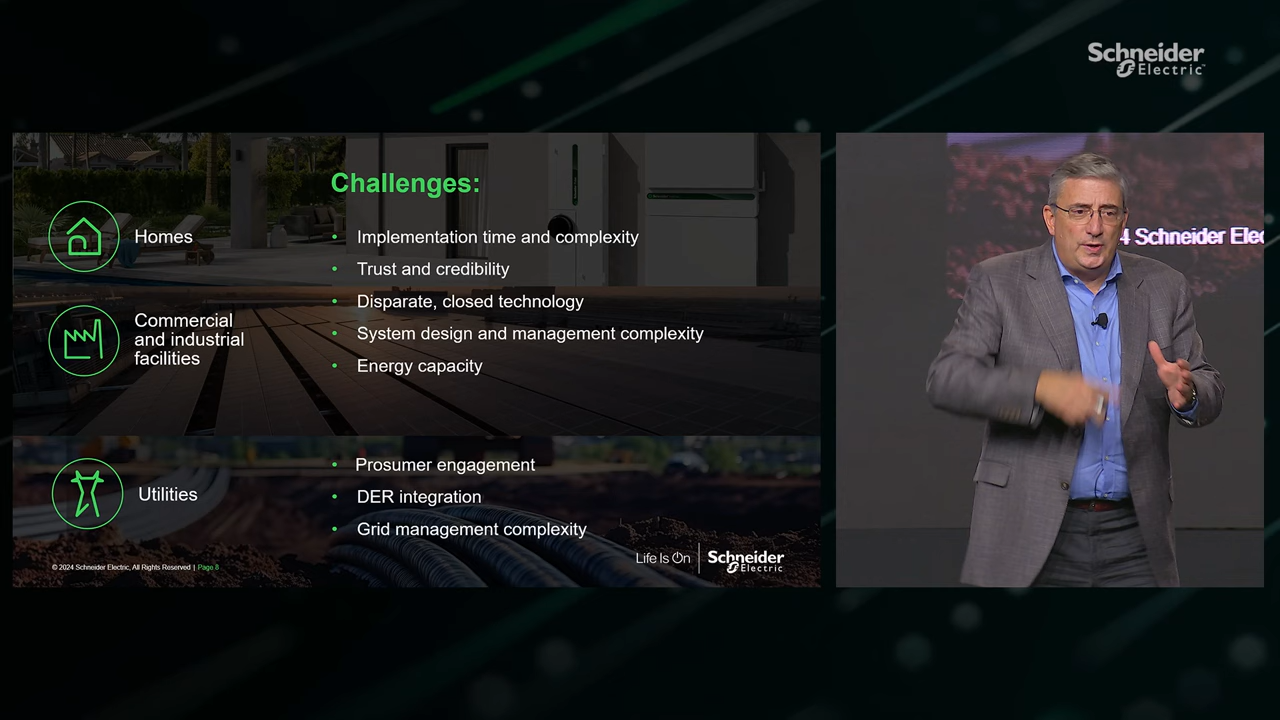 Schneider
Electric
Challenges:
Homes
• Implementation time and complexity
• Trust and credibility
• Disparate, closed technology
• System design and management complexity
• Energy capacity
Commercial
and industrial
facilities
Utilities
• Prosumer engagement
• DER integration
• Grid management complexity
© 2024 Schneider Electric, All Rights Reserved | Page 8
Life Is On
Schneider
Electric
4 Schneider Elec